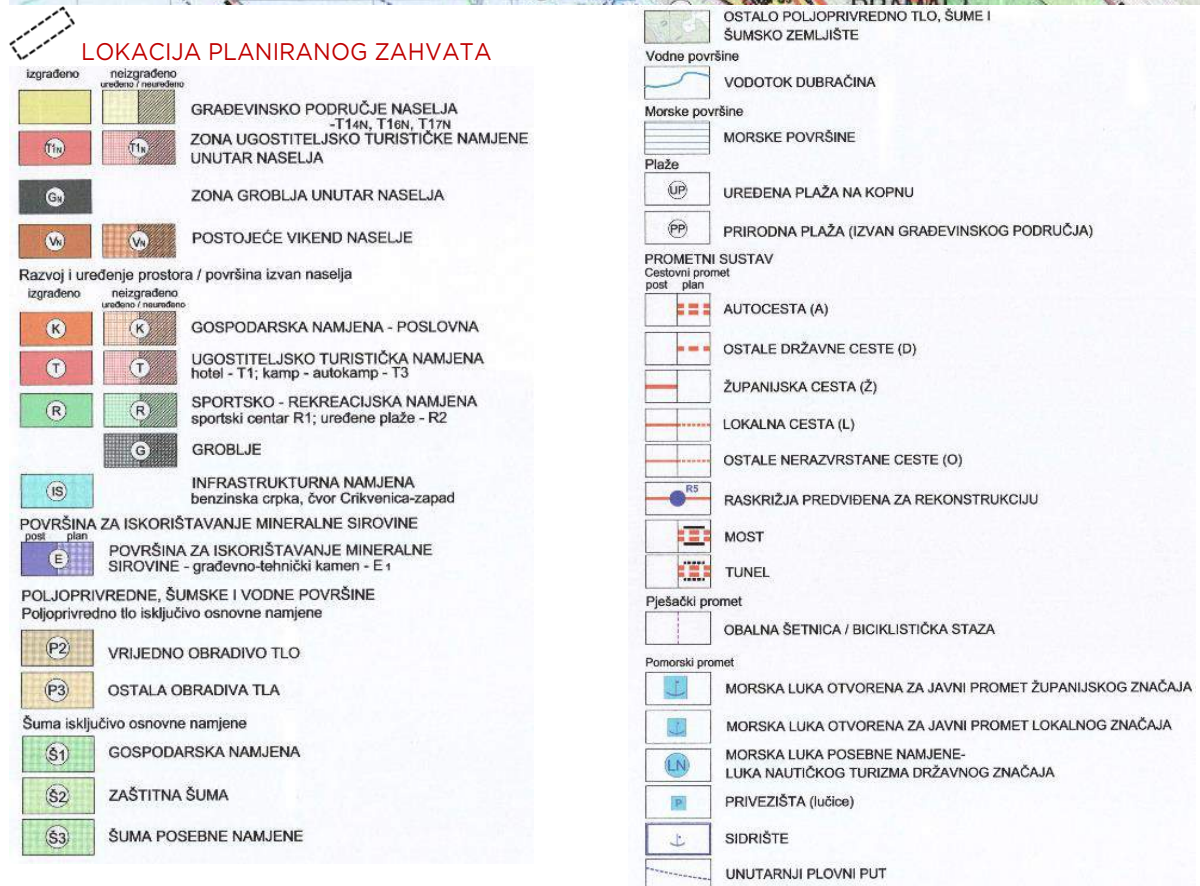 LOKACIJA PLANIRANOG ZAHVATA
izgrađeno
neizgrađeno
uređeno / neuređeno
GRAĐEVINSKO PODRUČJE NASELJA
-T14N, T16N, T17N
T1N
T1N
ZONA UGOSTITELJSKO TURISTIČKE NAMJENE
UNUTAR NASELJA
GN
ZONA GROBLJA UNUTAR NASELJA
VN
VN
POSTOJEĆE VIKEND NASELJE
Razvoj i uređenje prostora / površina izvan naselja
izgrađeno
neizgrađeno
uređeno / neuređeno
K
K
GOSPODARSKA NAMJENA - POSLOVNA
T
T
UGOSTITELJSKO TURISTIČKA NAMJENA
hotel - T1; kamp - autokamp - T3
R
R
SPORTSKO - REKREACIJSKA NAMJENA
sportski centar R1; uređene plaže - R2
G
GROBLJE
IS
INFRASTRUKTURNA NAMJENA
benzinska crpka, čvor Crikvenica-zapad
POVRŠINA ZA ISKORIŠTAVANJE MINERALNE SIROVINE
post plan
E
POVRŠINA ZA ISKORIŠTAVANJE MINERALNE
SIROVINE - građevno-tehnički kamen - E1
POLJOPRIVREDNE, ŠUMSKE I VODNE POVRŠINE
Poljoprivredno tlo isključivo osnovne namjene
P2
VRIJEDNO OBRADIVO TLO
P3
OSTALA OBRADIVA TLA
Šuma isključivo osnovne namjene
Š1
GOSPODARSKA NAMJENA
Š2
ZAŠTITNA ŠUMA
Š3
ŠUMA POSEBNE NAMJENE
OSTALO POLJOPRIVREDNO TLO, ŠUME I
ŠUMSKO ZEMLJIŠTE
Vodne površine
VODOTOK DUBRAČINA
Morske površine
MORSKE POVRŠINE
Plaže
UP
UREĐENA PLAŽA NA KOPNU
PP
PRIRODNA PLAŽA (IZVAN GRAĐEVINSKOG PODRUČJA)
PROMETNI SUSTAV
Cestovni promet
post plan
AUTOCESTA (A)
OSTALE DRŽAVNE CESTE (D)
ŽUPANIJSKA CESTA (Ž)
LOKALNA CESTA (L)
OSTALE NERAZVRSTANE CESTE (O)
R5
RASKRIŽJA PREDVIĐENA ZA REKONSTRUKCIJU
MOST
TUNEL
Pješački promet
OBALNA ŠETNICA / BICIKLISTIČKA STAZA
Pomorski promet
MORSKA LUKA OTVORENA ZA JAVNI PROMET ŽUPANIJSKOG ZNAČAJA
MORSKA LUKA OTVORENA ZA JAVNI PROMET LOKALNOG ZNAČAJA
LN
MORSKA LUKA POSEBNE NAMJENE-
LUKA NAUTIČKOG TURIZMA DRŽAVNOG ZNAČAJA
P
PRIVEZIŠTA (lučice)
SIDRIŠTE
UNUTARNJI PLOVNI PUT